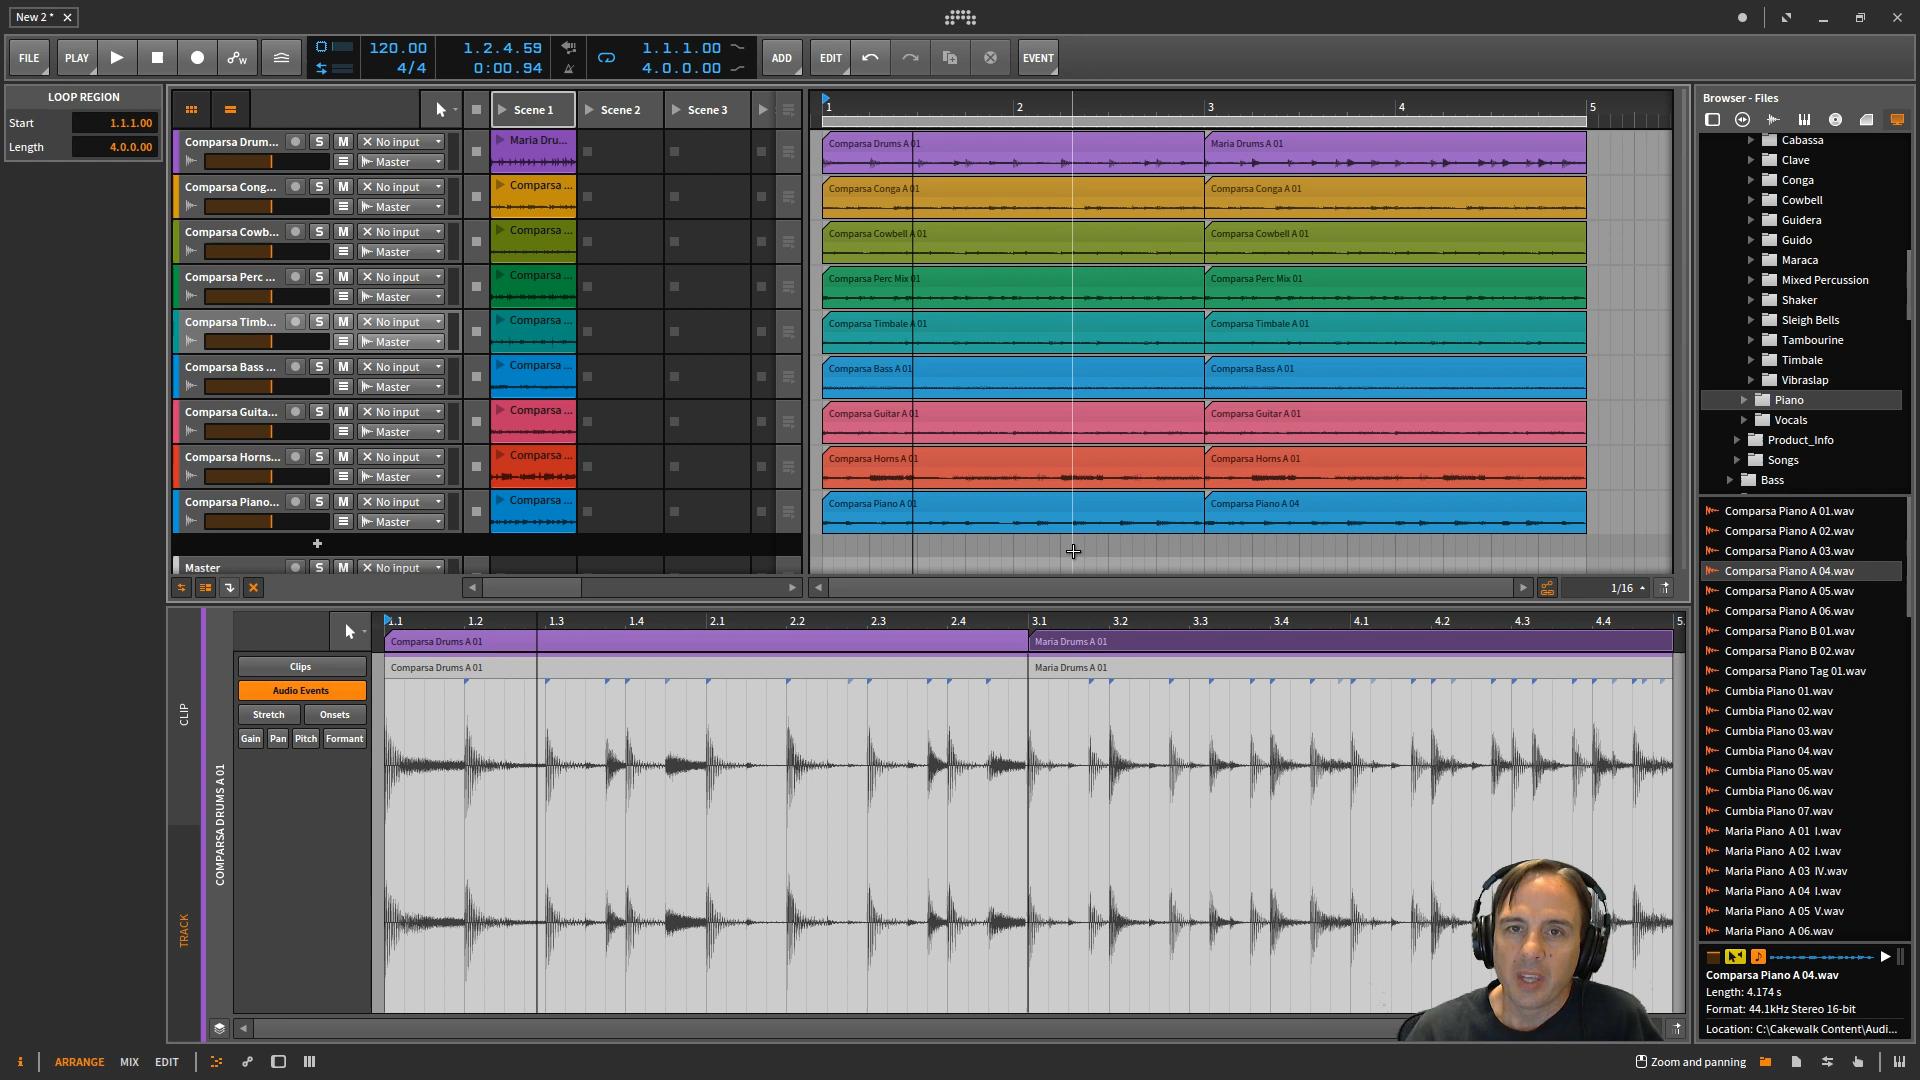 New 2 *
FILE
PLAY
120.00
4/4
1.2.4.59
0:00.94
1.1.1.00
4.0.0.00
ADD
EDIT
EVENT
LOOP REGION
Start 1.1.1.00
Length 4.0.0.00
Scene 1
Scene 2
Scene 3
1 2 3 4 5
Comparsa Drum... S M No input
Master
Maria Dru...
Comparsa Drums A 01
Maria Drums A 01
Comparsa Cong... S M No input
Master
Comparsa ...
Comparsa Conga A 01
Comparsa Conga A 01
Comparsa Cowb... S M No input
Master
Comparsa ...
Comparsa Cowbell A 01
Comparsa Cowbell A 01
Comparsa Perc ... S M No input
Master
Comparsa ...
Comparsa Perc Mix 01
Comparsa Perc Mix 01
Comparsa Timb... S M No input
Master
Comparsa ...
Comparsa Timbale A 01
Comparsa Timbale A 01
Comparsa Bass ... S M No input
Master
Comparsa ...
Comparsa Bass A 01
Comparsa Bass A 01
Comparsa Guita... S M No input
Master
Comparsa ...
Comparsa Guitar A 01
Comparsa Guitar A 01
Comparsa Horns... S M No input
Master
Comparsa ...
Comparsa Horns A 01
Comparsa Horns A 01
Comparsa Piano... S M No input
Master
Comparsa ...
Comparsa Piano A 01
Comparsa Piano A 04
Master S M No input
1/16
Browser - Files
Cabassa
Clave
Conga
Cowbell
Guidera
Guido
Maraca
Mixed Percussion
Shaker
Sleigh Bells
Tambourine
Timbale
Vibraslap
Piano
Vocals
Product_Info
Songs
Bass
Comparsa Piano A 01.wav
Comparsa Piano A 02.wav
Comparsa Piano A 03.wav
Comparsa Piano A 04.wav
Comparsa Piano A 05.wav
Comparsa Piano A 06.wav
Comparsa Piano B 01.wav
Comparsa Piano B 02.wav
Comparsa Piano Tag 01.wav
Cumbia Piano 01.wav
Cumbia Piano 02.wav
Cumbia Piano 03.wav
Cumbia Piano 04.wav
Cumbia Piano 05.wav
Cumbia Piano 06.wav
Cumbia Piano 07.wav
Maria Piano A 01 I.wav
Maria Piano A 02 I.wav
Maria Piano A 03 IV.wav
Maria Piano A 04 I.wav
Maria Piano A 05 V.wav
Maria Piano A 06.wav
Comparsa Piano A 04.wav
Length: 4.174 s
Format: 44.1kHz Stereo 16-bit
Location: C:\Cakewalk Content\Audi...
CLIP
TRACK
COMPARSA DRUMS A 01
Clips
Audio Events
Stretch Onsets
Gain Pan Pitch Formant
1.1 1.2 1.3 1.4 2.1 2.2 2.3 2.4 3.1 3.2 3.3 3.4 4.1 4.2 4.3 4.4 5.
Comparsa Drums A 01
Maria Drums A 01
Comparsa Drums A 01
Maria Drums A 01
i ARRANGE MIX EDIT
Zoom and panning